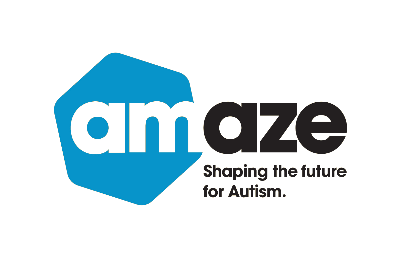 amaze
Shaping the future
for Autism.